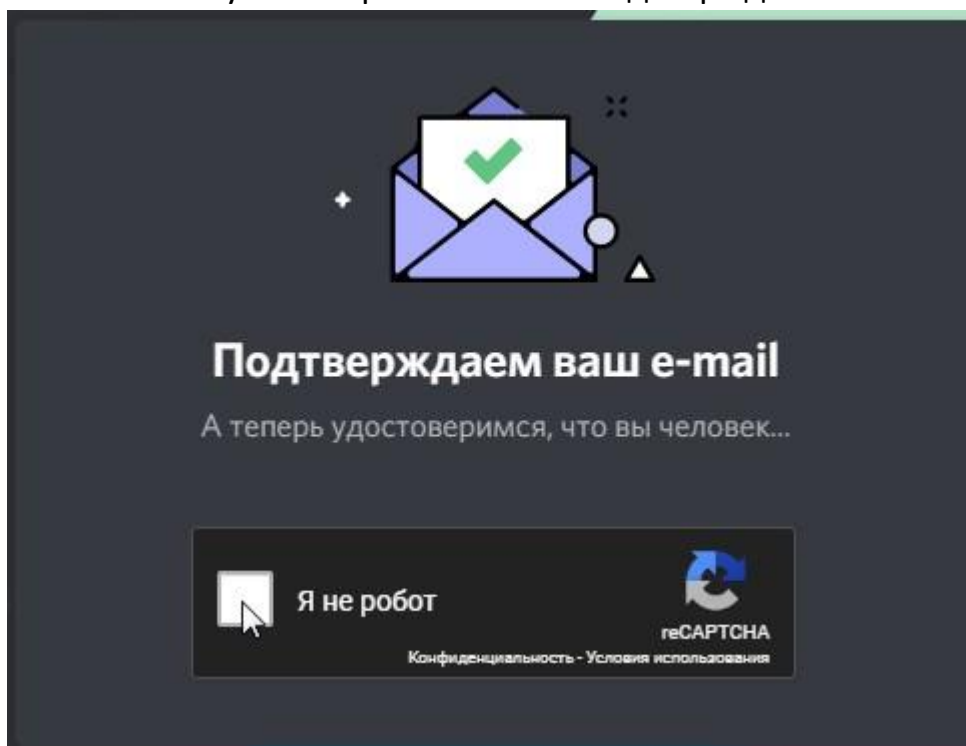 Подтверждаем ваш e-mail
А теперь удостоверимся, что вы человек...
Я не робот
reCAPTCHA
Конфиденциальность - Условия использования